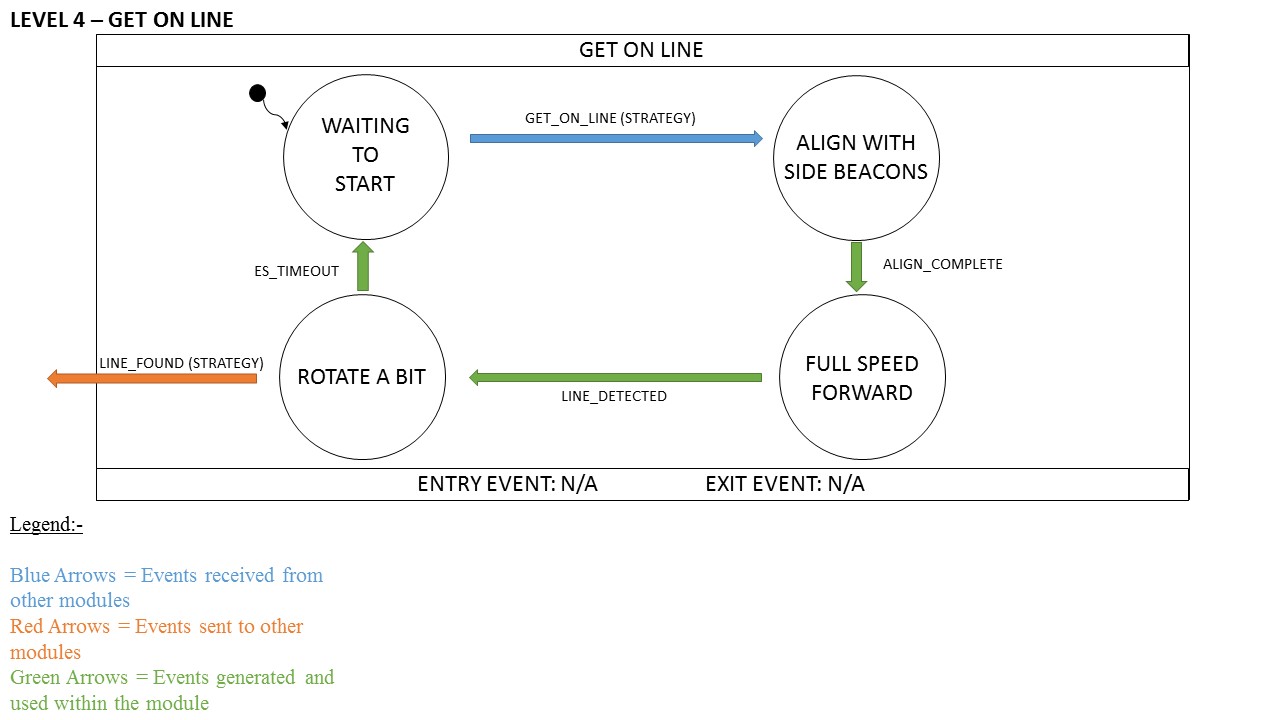 LEVEL 4 – GET ON LINE
GET ON LINE
WAITING
TO
START
GET_ON_LINE (STRATEGY)
ALIGN WITH
SIDE BEACONS
ES_TIMEOUT
ALIGN_COMPLETE
LINE_FOUND (STRATEGY)
ROTATE A BIT
LINE_DETECTED
FULL SPEED
FORWARD
ENTRY EVENT: N/A
EXIT EVENT: N/A
Legend:-
Blue Arrows = Events received from
other modules
Red Arrows = Events sent to other
modules
Green Arrows = Events generated and
used within the module